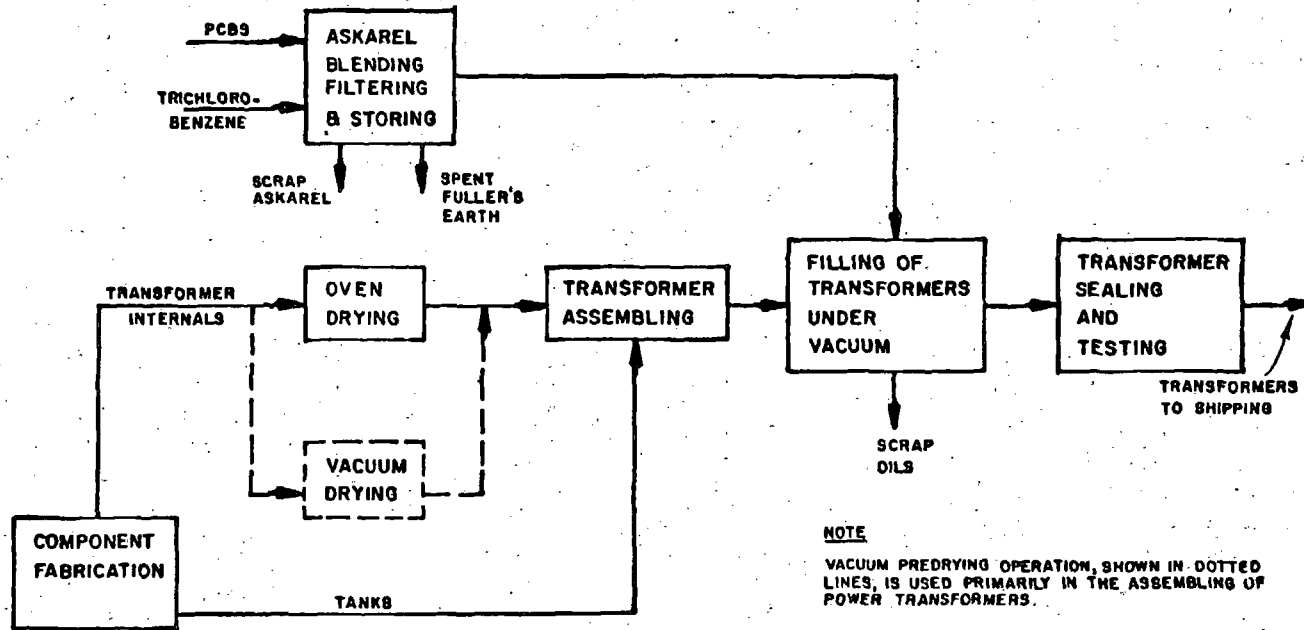 PCBS
TRICHLORO-
BENZENE
ASKAREL
BLENDING
FILTERING
& STORING
SCRAP
ASKAREL
SPENT
FULLER'S
EARTH
TRANSFORMER
INTERNALS
OVEN
DRYING
TRANSFORMER
ASSEMBLING
FILLING OF
TRANSFORMERS
UNDER
VACUUM
TRANSFORMER
SEALING
AND
TESTING
TRANSFORMERS
TO SHIPPING
SCRAP
OILS
VACUUM
DRYING
COMPONENT
FABRICATION
TANKS
NOTE
VACUUM PREDRYING OPERATION, SHOWN IN DOTTED
LINES, IS USED PRIMARILY IN THE ASSEMBLING OF
POWER TRANSFORMERS.